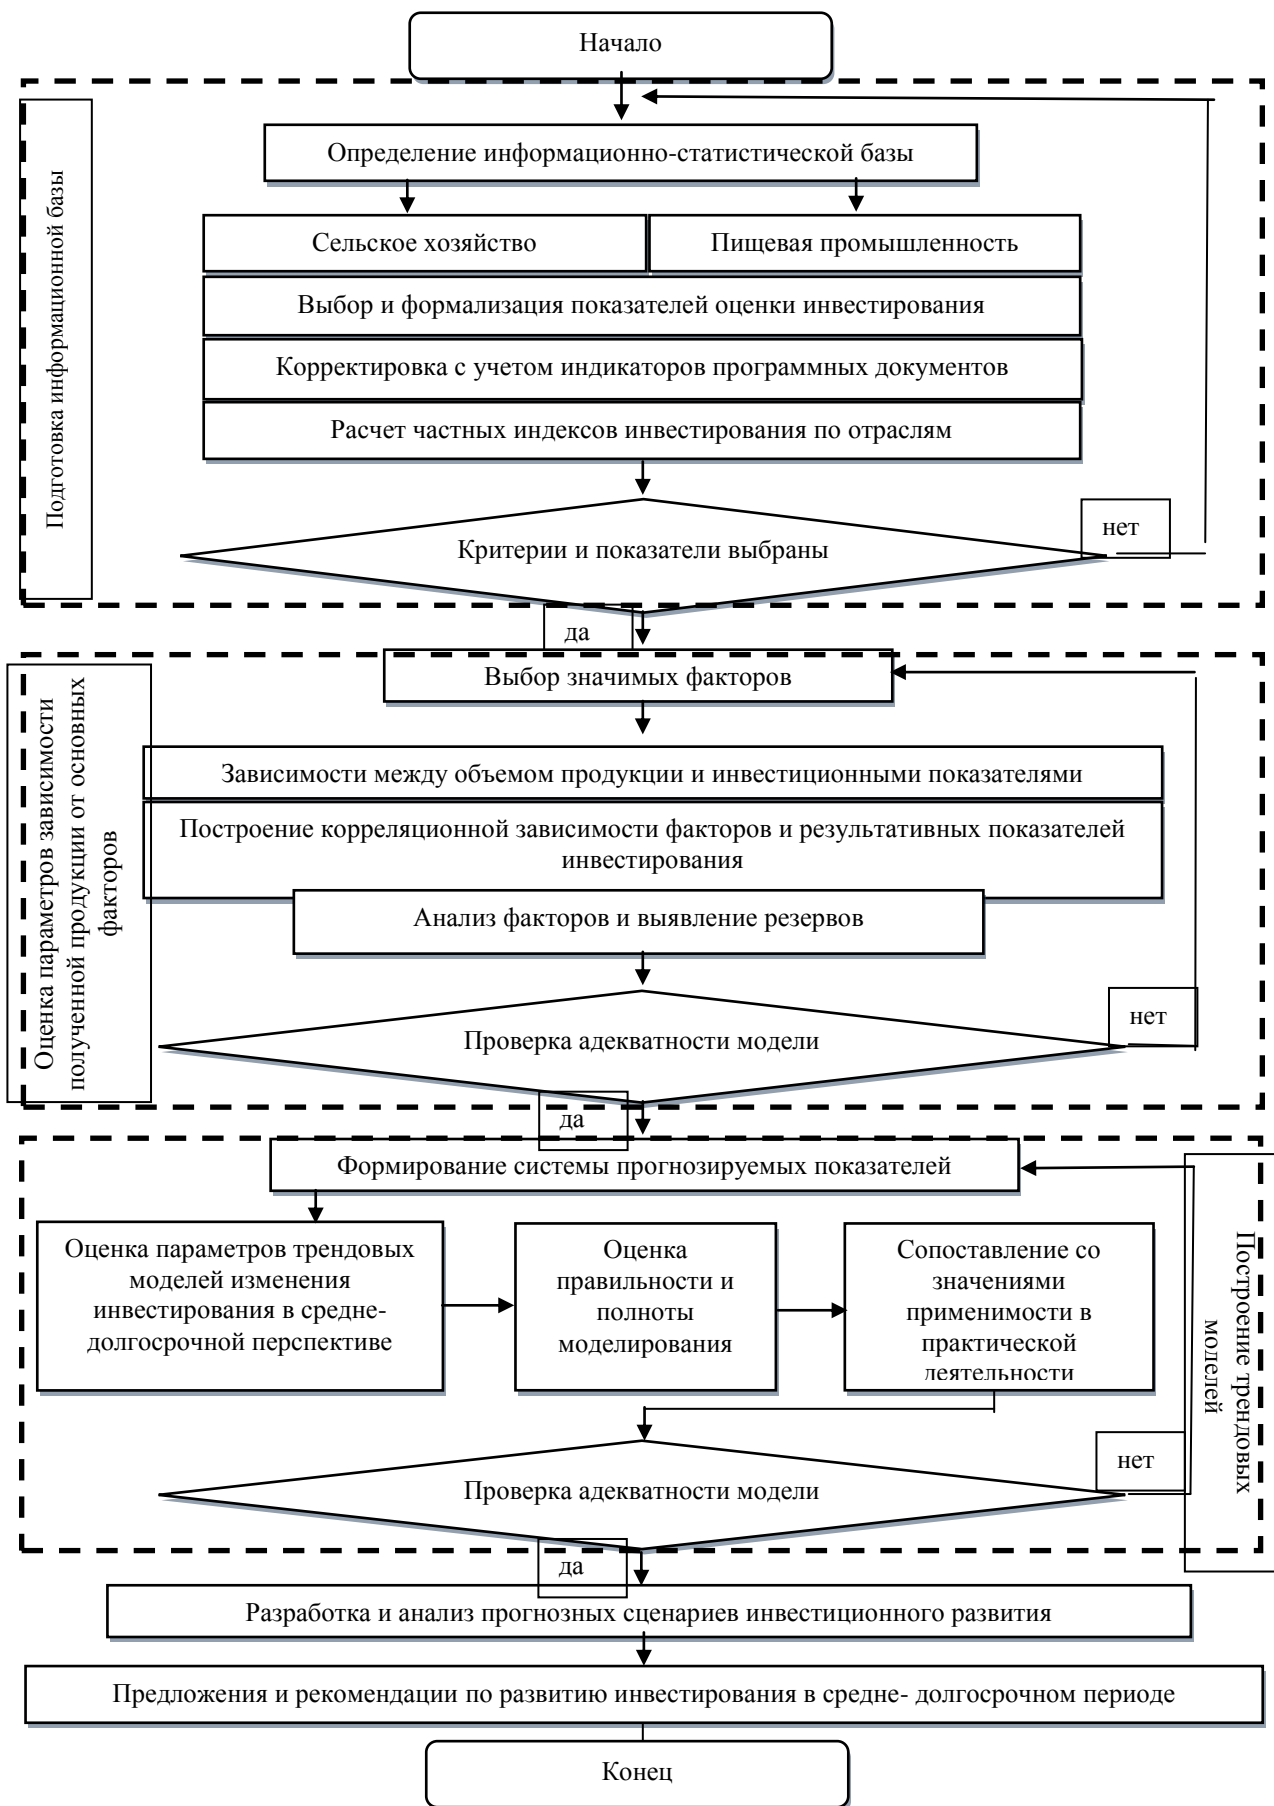 Начало
Подготовка информационной базы
Определение информационно-статистической базы
Сельское хозяйство
Пищевая промышленность
Выбор и формализация показателей оценки инвестирования
Корректировка с учетом индикаторов программных документов
Расчет частных индексов инвестирования по отраслям
Критерии и показатели выбраны
нет
да
Оценка параметров зависимости
полученной продукции от основных
факторов
Выбор значимых факторов
Зависимости между объемом продукции и инвестиционными показателями
Построение корреляционной зависимости факторов и результативных показателей
инвестирования
Анализ факторов и выявление резервов
Проверка адекватности модели
нет
да
Формирование системы прогнозируемых показателей
Оценка параметров трендовых
моделей изменения
инвестирования в средне-
долгосрочной перспективе
Оценка
правильности и
полноты
моделирования
Сопоставление со
значениями
применимости в
практической
деятельности
Построение трендовых
моделей
Проверка адекватности модели
нет
да
Разработка и анализ прогнозных сценариев инвестиционного развития
Предложения и рекомендации по развитию инвестирования в средне- долгосрочном периоде
Конец